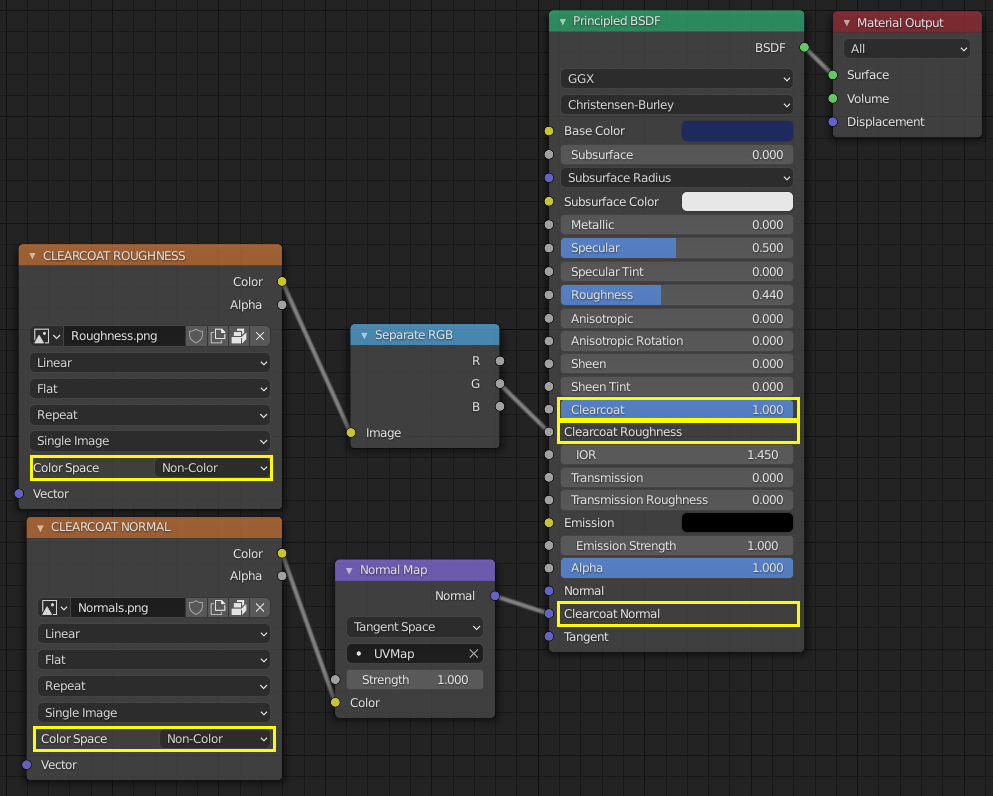 CLEARCOAT ROUGHNESS
Color
Alpha
Roughness.png
Linear
Flat
Repeat
Single Image
Color Space Non-Color
Vector
CLEARCOAT NORMAL
Color
Alpha
Normals.png
Linear
Flat
Repeat
Single Image
Color Space Non-Color
Vector
Separate RGB
R
G
B
Image
Normal Map
Normal
Tangent Space
UVMap
Strength 1.000
Color
Principled BSDF
BSDF
GGX
Christensen-Burley
Base Color
Subsurface 0.000
Subsurface Radius
Subsurface Color
Metallic 0.000
Specular 0.500
Specular Tint 0.000
Roughness 0.440
Anisotropic 0.000
Anisotropic Rotation 0.000
Sheen 0.000
Sheen Tint 0.000
Clearcoat 1.000
Clearcoat Roughness
IOR 1.450
Transmission 0.000
Transmission Roughness 0.000
Emission
Emission Strength 1.000
Alpha 1.000
Normal
Clearcoat Normal
Tangent
Material Output
All
Surface
Volume
Displacement